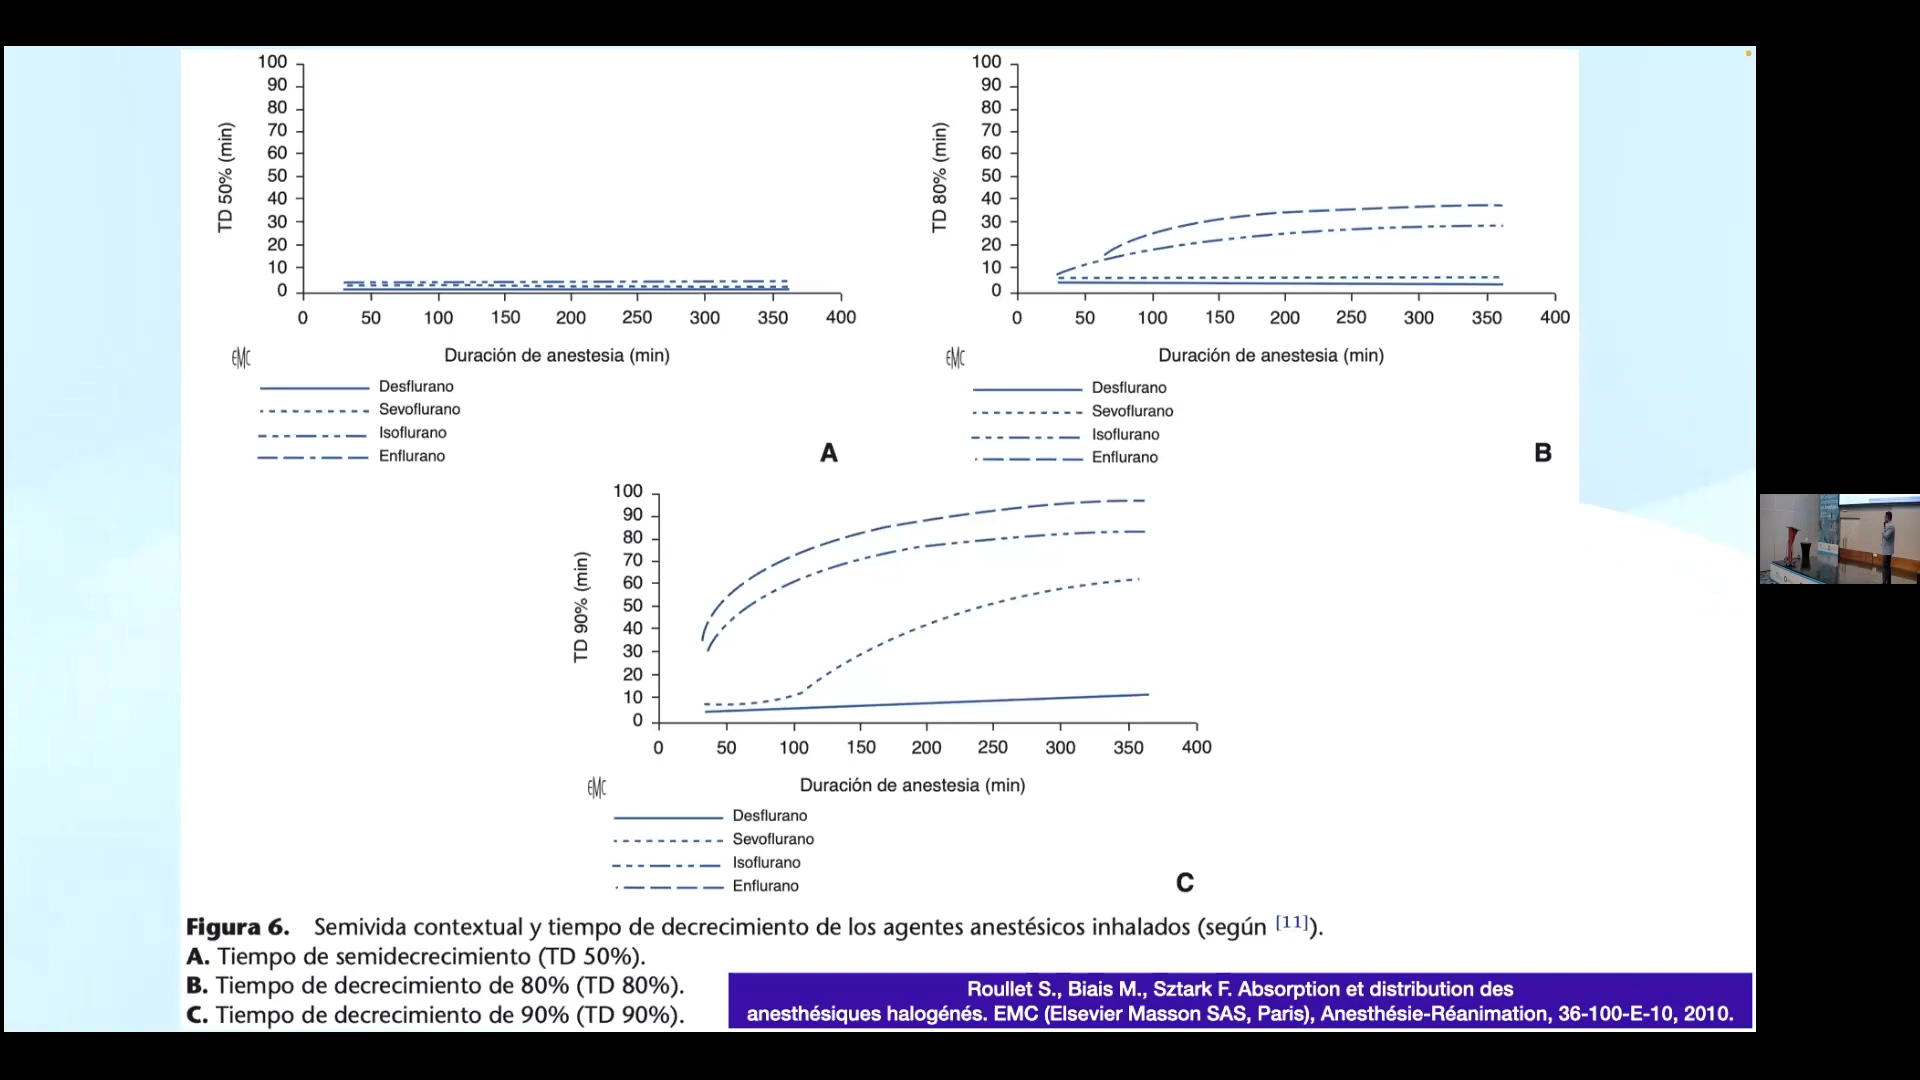 100
90
80
70
60
50
40
30
20
10
0
TD 50% (min)
0 50 100 150 200 250 300 350 400
Duración de anestesia (min)
EMC
Desflurano
Sevoflurano
Isoflurano
Enflurano
A
100
90
80
70
60
50
40
30
20
10
0
TD 80% (min)
0 50 100 150 200 250 300 350 400
Duración de anestesia (min)
EMC
Desflurano
Sevoflurano
Isoflurano
Enflurano
B
100
90
80
70
60
50
40
30
20
10
0
TD 90% (min)
0 50 100 150 200 250 300 350 400
Duración de anestesia (min)
EMC
Desflurano
Sevoflurano
Isoflurano
Enflurano
C
Figura 6. Semivida contextual y tiempo de decrecimiento de los agentes anestésicos inhalados (según [11]).
A. Tiempo de semidecrecimiento (TD 50%).
B. Tiempo de decrecimiento de 80% (TD 80%).
C. Tiempo de decrecimiento de 90% (TD 90%).
Roullet S., Biais M., Sztark F. Absorption et distribution des
anesthésiques halogénés. EMC (Elsevier Masson SAS, Paris), Anesthésie-Réanimation, 36-100-E-10, 2010.